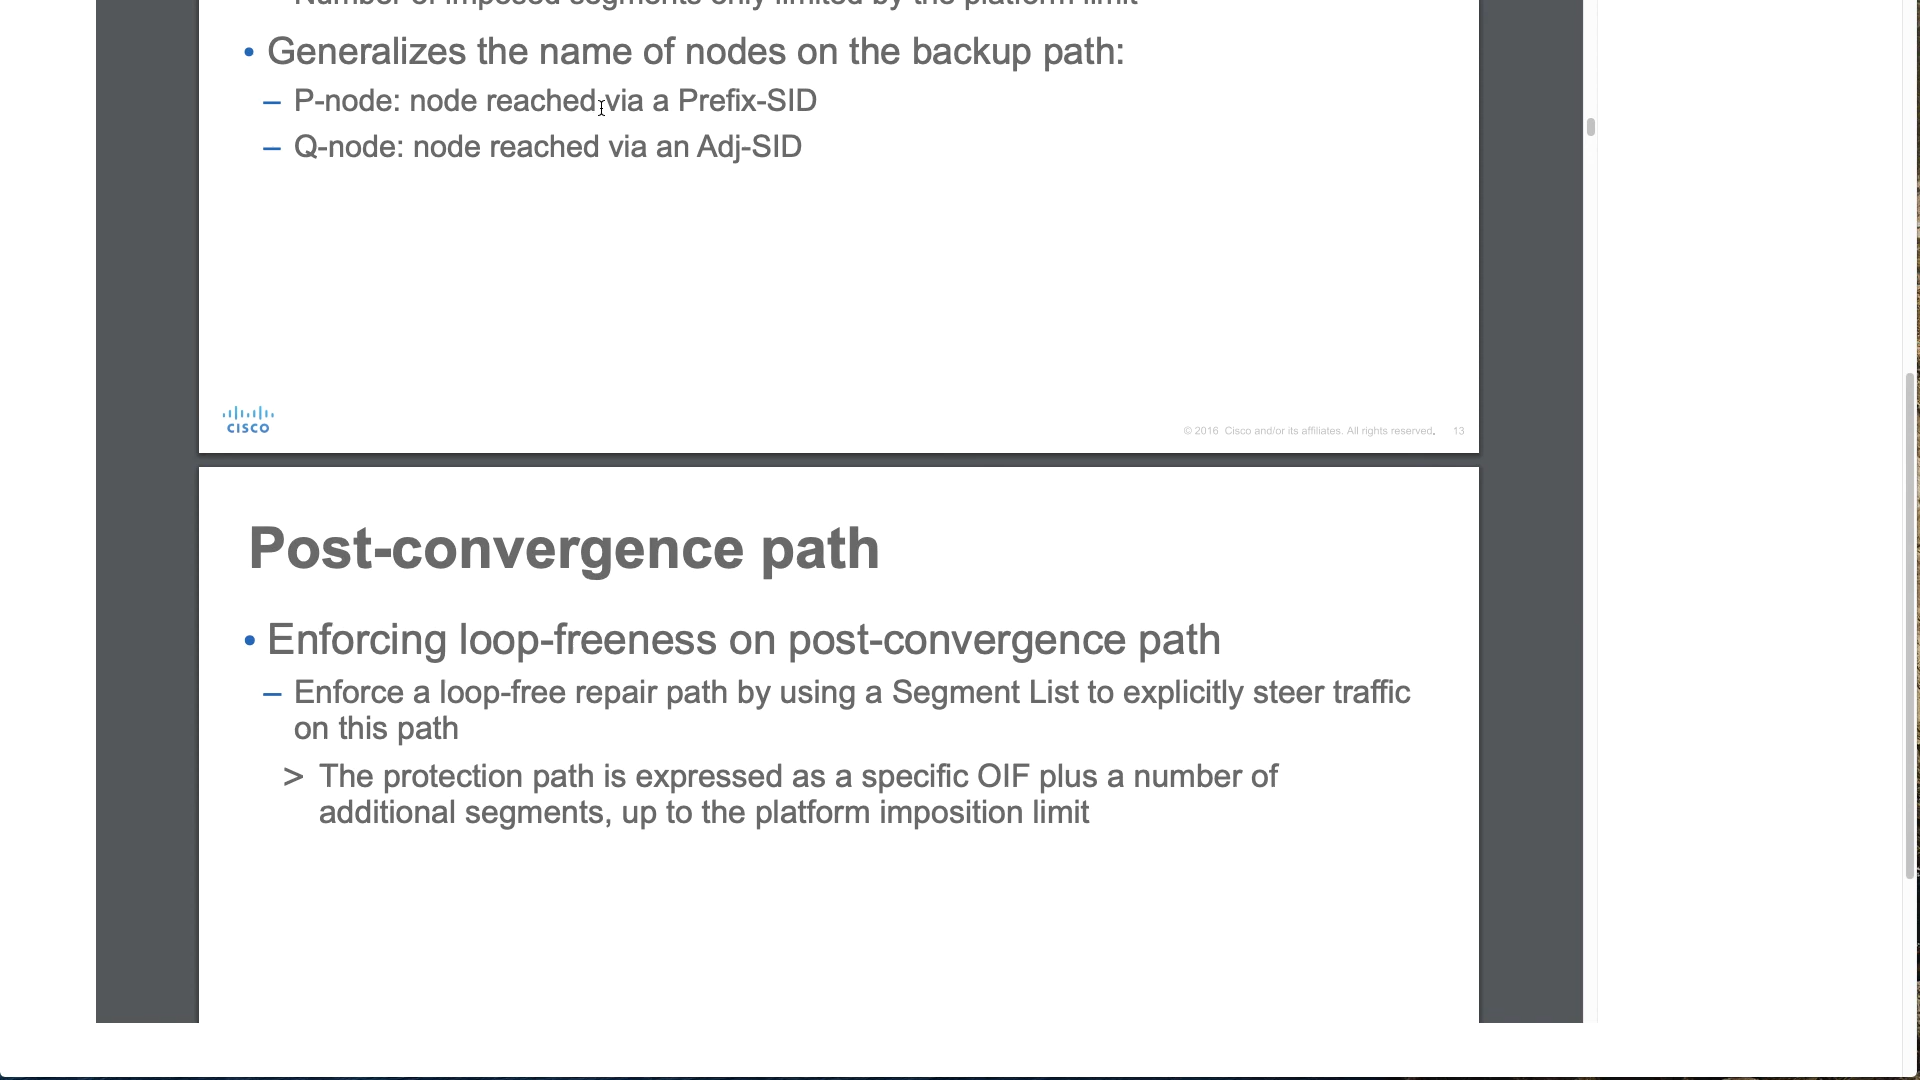 Number of imposed segments only limited by the platform limit
• Generalizes the name of nodes on the backup path:
– P-node: node reached via a Prefix-SID
– Q-node: node reached via an Adj-SID
CISCO
© 2016 Cisco and/or its affiliates. All rights reserved. 13
Post-convergence path
• Enforcing loop-freeness on post-convergence path
– Enforce a loop-free repair path by using a Segment List to explicitly steer traffic
on this path
> The protection path is expressed as a specific OIF plus a number of
additional segments, up to the platform imposition limit